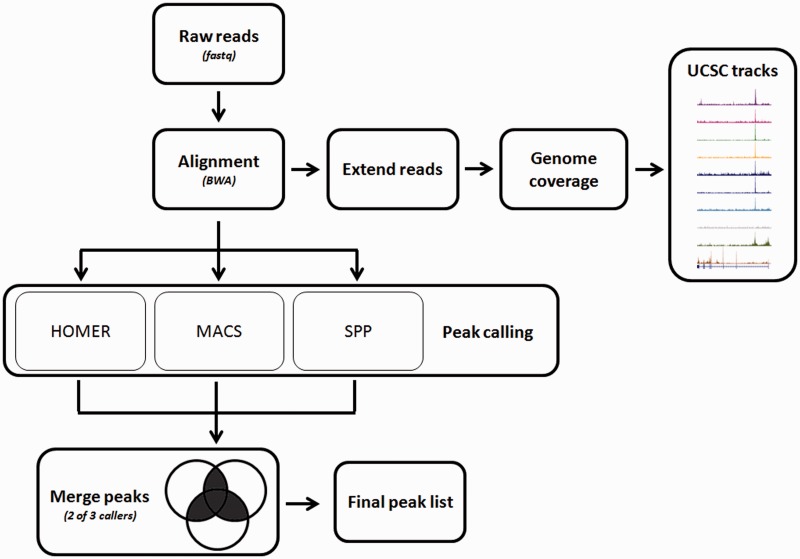 Raw reads
(fastq)
UCSC tracks
Alignment
(BWA)
Extend reads
Genome
coverage
HOMER
MACS
SPP
Peak calling
Merge peaks
(2 of 3 callers)
Final peak list